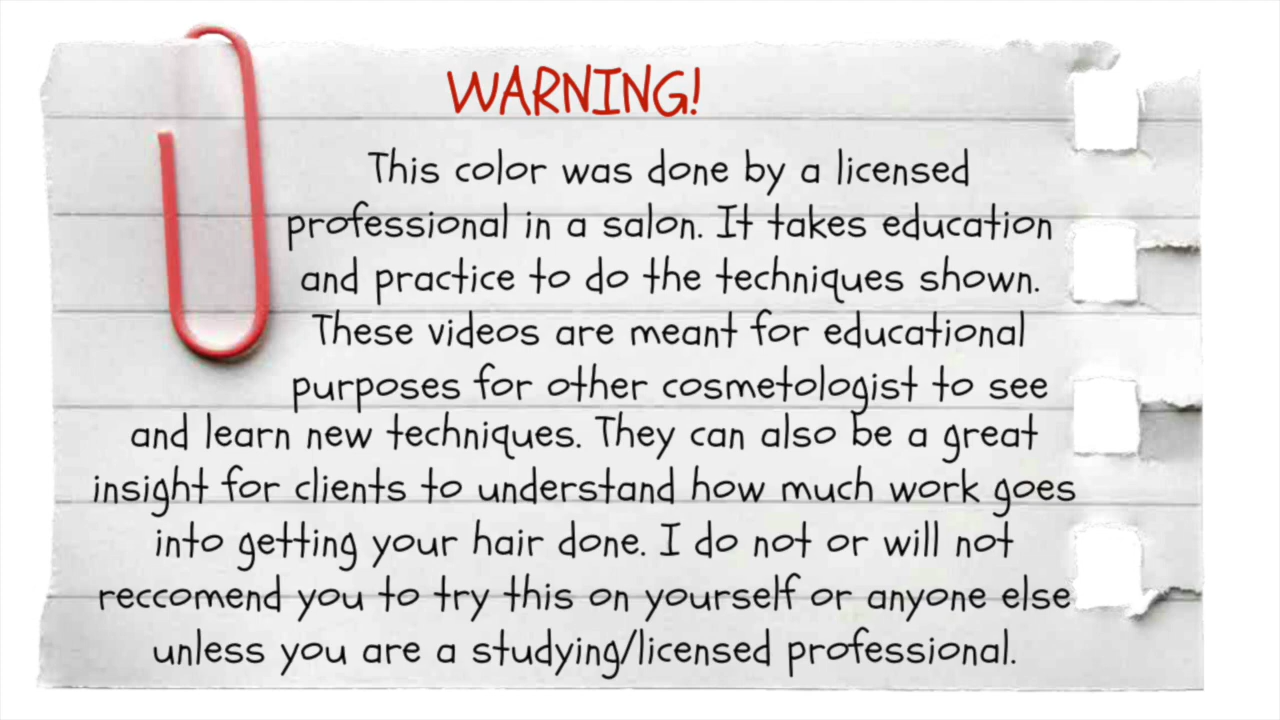 WARNING!
This color was done by a licensed
professional in a salon. It takes education
and practice to do the techniques shown.
These videos are meant for educational
purposes for other cosmetologist to see
and learn new techniques. They can also be a great
insight for clients to understand how much work goes
into getting your hair done. I do not or will not
reccomend you to try this on yourself or anyone else
unless you are a studying/licensed professional.